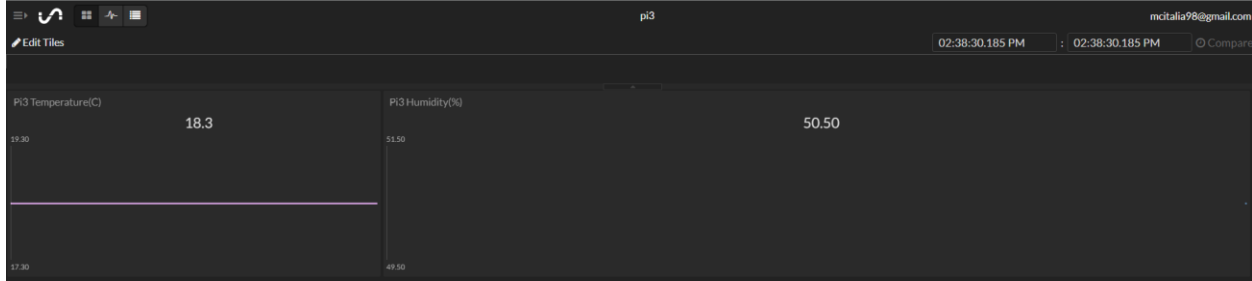 pi3
mcitalia98@gmail.com
Edit Tiles
02:38:30.185 PM : 02:38:30.185 PM Compare
Pi3 Temperature(C)
18.3
19.30
17.30
Pi3 Humidity(%)
50.50
51.50
49.50